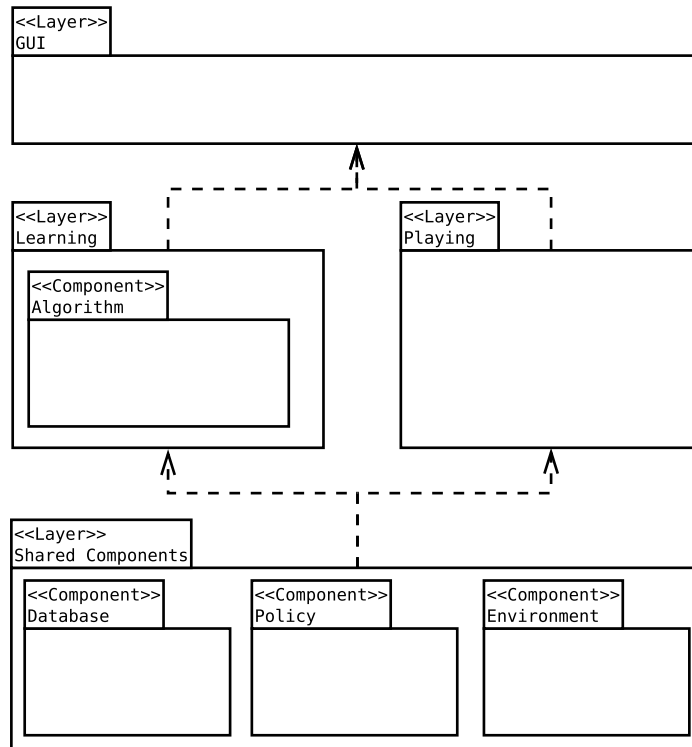 <<Layer>>
GUI
<<Layer>>
Learning
<<Layer>>
Playing
<<Component>>
Algorithm
<<Layer>>
Shared Components
<<Component>>
Database
<<Component>>
Policy
<<Component>>
Environment